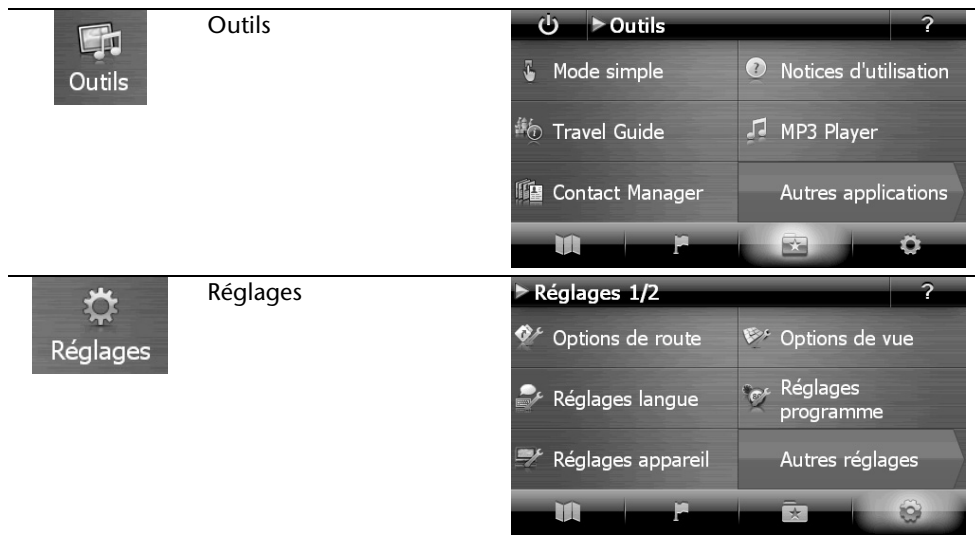 Outils
Outils
Outils
?
Mode simple
Notices d'utilisation
Travel Guide
MP3 Player
Contact Manager
Autres applications
Réglages
Réglages
Réglages 1/2
?
Options de route
Options de vue
Réglages langue
Réglages
programme
Réglages appareil
Autres réglages